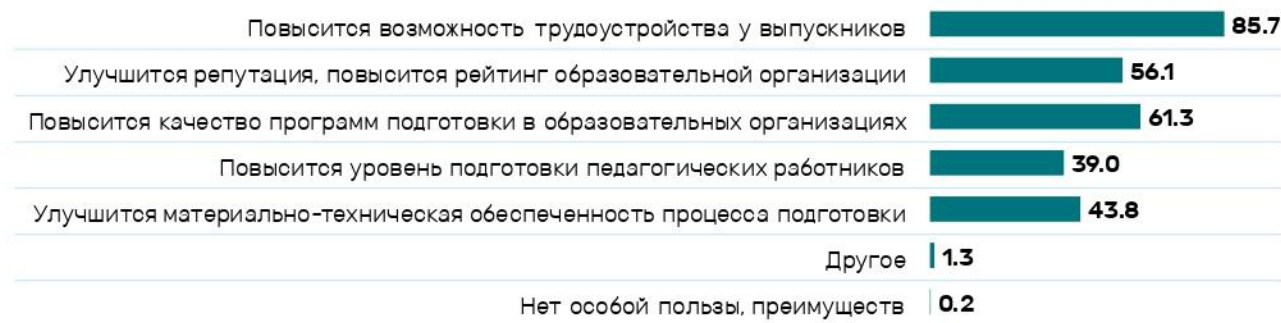 Повысится возможность трудоустройства у выпускников 85.7
Улучшится репутация, повысится рейтинг образовательной организации 56.1
Повысится качество программ подготовки в образовательных организациях 61.3
Повысится уровень подготовки педагогических работников 39.0
Улучшится материально-техническая обеспеченность процесса подготовки 43.8
Другое 1.3
Нет особой пользы, преимуществ 0.2